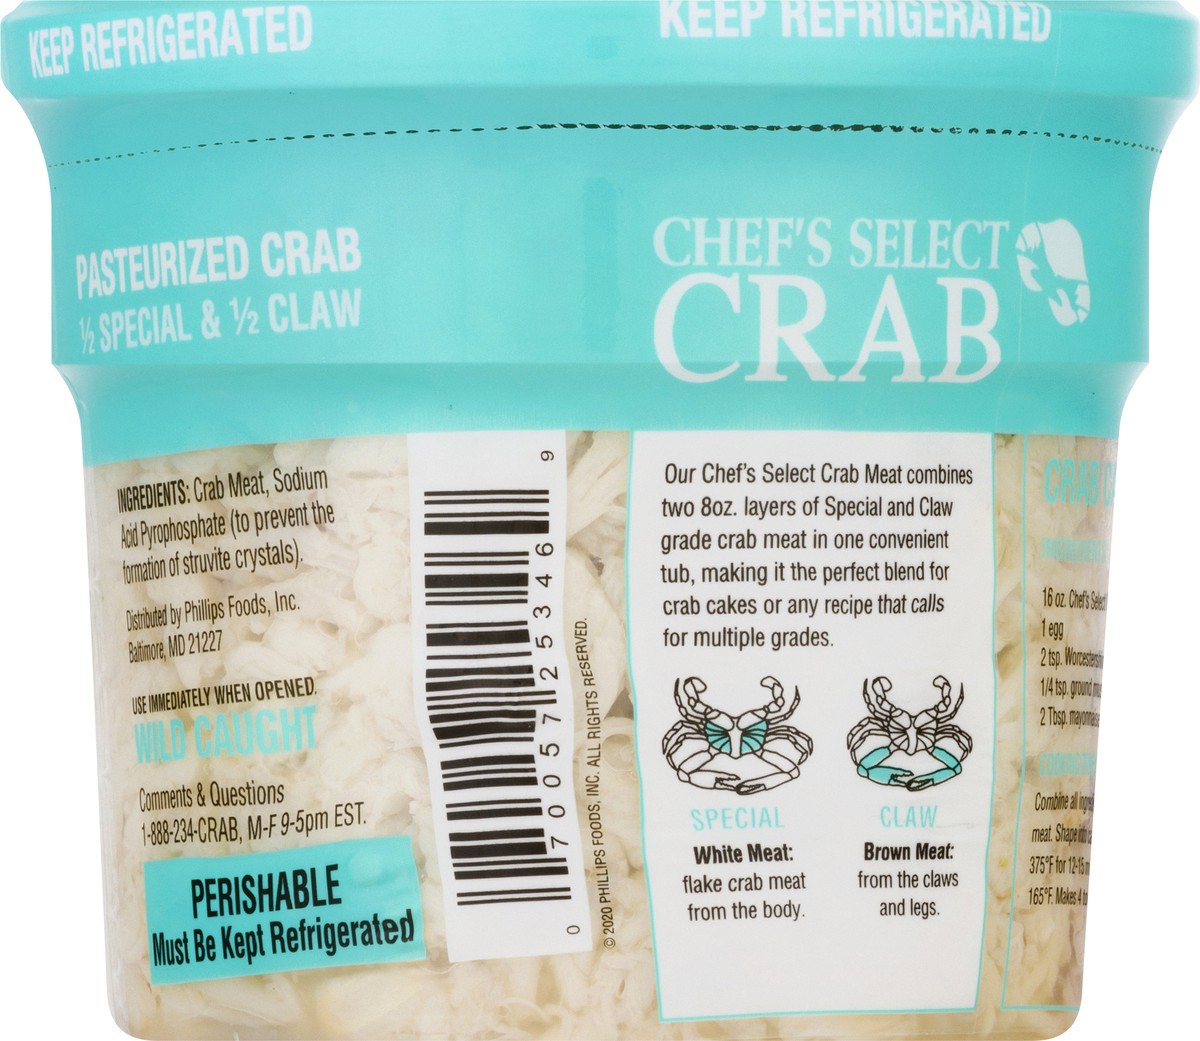 KEEP REFRIGERATED
KEEP REFRIGERATED
PASTEURIZED CRAB
½ SPECIAL & ½ CLAW
CHEF'S SELECT
CRAB
INGREDIENTS: Crab Meat, Sodium
Acid Pyrophosphate (to prevent the
formation of struvite crystals).
Distributed by Phillips Foods, Inc.
Baltimore, MD 21227
USE IMMEDIATELY WHEN OPENED.
WILD CAUGHT
Comments & Questions
1-888-234-CRAB, M-F 9-5pm EST.
PERISHABLE
Must Be Kept Refrigerated
0 70057 25346 9
© 2020 PHILLIPS FOODS, INC. ALL RIGHTS RESERVED.
Our Chef's Select Crab Meat combines
two 8oz. layers of Special and Claw
grade crab meat in one convenient
tub, making it the perfect blend for
crab cakes or any recipe that calls
for multiple grades.
SPECIAL
White Meat:
flake crab meat
from the body.
CLAW
Brown Meat:
from the claws
and legs.
CRAB
16 oz. Chef's Select
1 egg
2 tsp. Worcestershire
1/4 tsp. ground
2 Tbsp. mayonnaise
Combine all
meat. Shape
375°F for 12-15
165°F. Makes 4